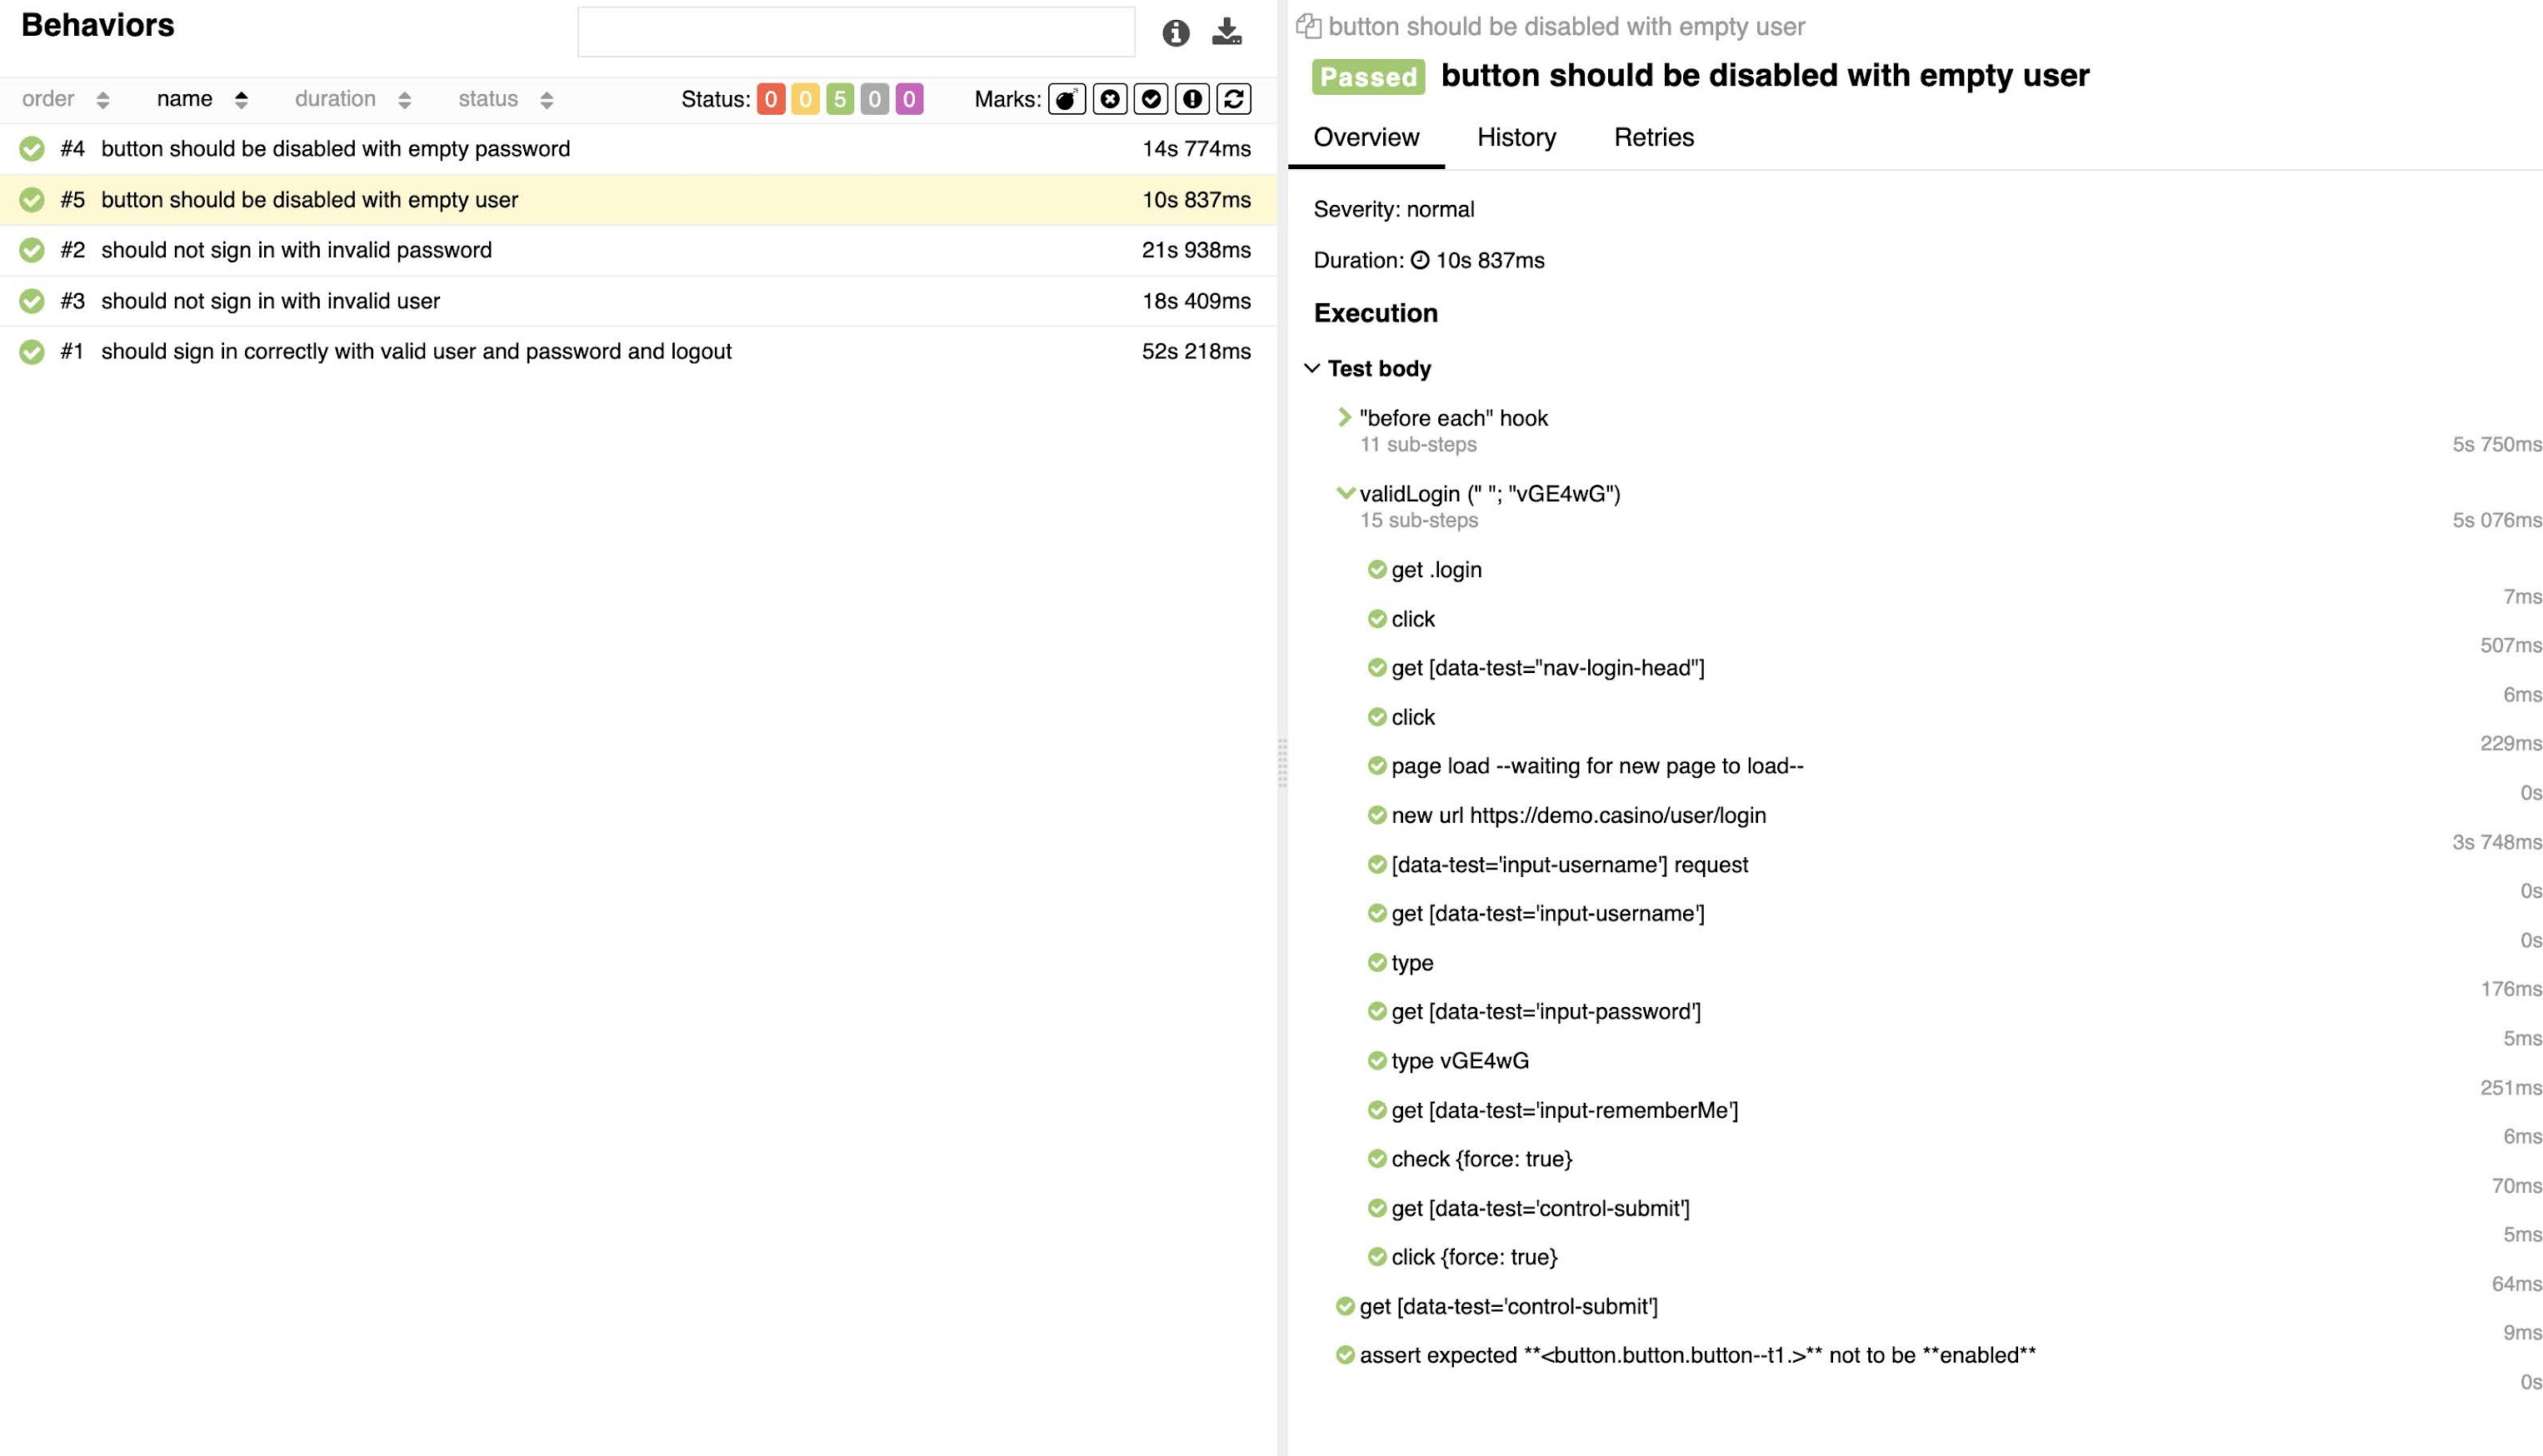 Behaviors
order name duration status Status: 0 0 5 0 0 Marks:
#4 button should be disabled with empty password 14s 774ms
#5 button should be disabled with empty user 10s 837ms
#2 should not sign in with invalid password 21s 938ms
#3 should not sign in with invalid user 18s 409ms
#1 should sign in correctly with valid user and password and logout 52s 218ms
button should be disabled with empty user
Passed button should be disabled with empty user
Overview History Retries
Severity: normal
Duration: 10s 837ms
Execution
Test body
"before each" hook
11 sub-steps 5s 750ms
validLogin (" "; "vGE4wG")
15 sub-steps 5s 076ms
get .login
7ms
click
507ms
get [data-test="nav-login-head"]
6ms
click
229ms
page load --waiting for new page to load--
0s
new url https://demo.casino/user/login
3s 748ms
[data-test='input-username'] request
0s
get [data-test='input-username']
0s
type
176ms
get [data-test='input-password']
5ms
type vGE4wG
251ms
get [data-test='input-rememberMe']
6ms
check {force: true}
70ms
get [data-test='control-submit']
5ms
click {force: true}
64ms
get [data-test='control-submit']
9ms
assert expected **<button.button.button--t1.>** not to be **enabled**
0s